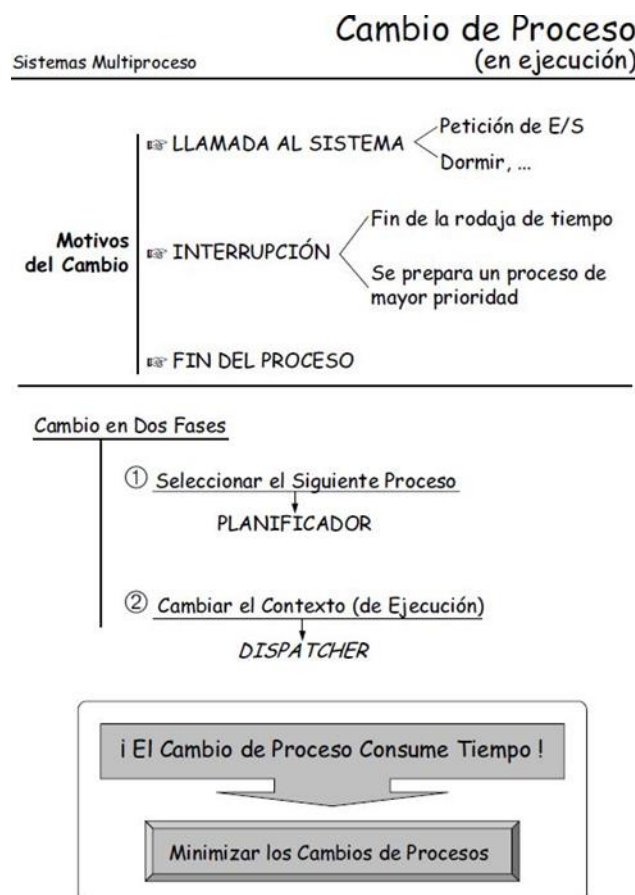 Cambio de Proceso
Sistemas Multiproceso
(en ejecución)
Motivos
del Cambio
☞ LLAMADA AL SISTEMA
Petición de E/S
Dormir, ...
☞ INTERRUPCIÓN
Fin de la rodaja de tiempo
Se prepara un proceso de
mayor prioridad
☞ FIN DEL PROCESO
Cambio en Dos Fases
① Seleccionar el Siguiente Proceso
PLANIFICADOR
② Cambiar el Contexto (de Ejecución)
DISPATCHER
¡ El Cambio de Proceso Consume Tiempo !
Minimizar los Cambios de Procesos